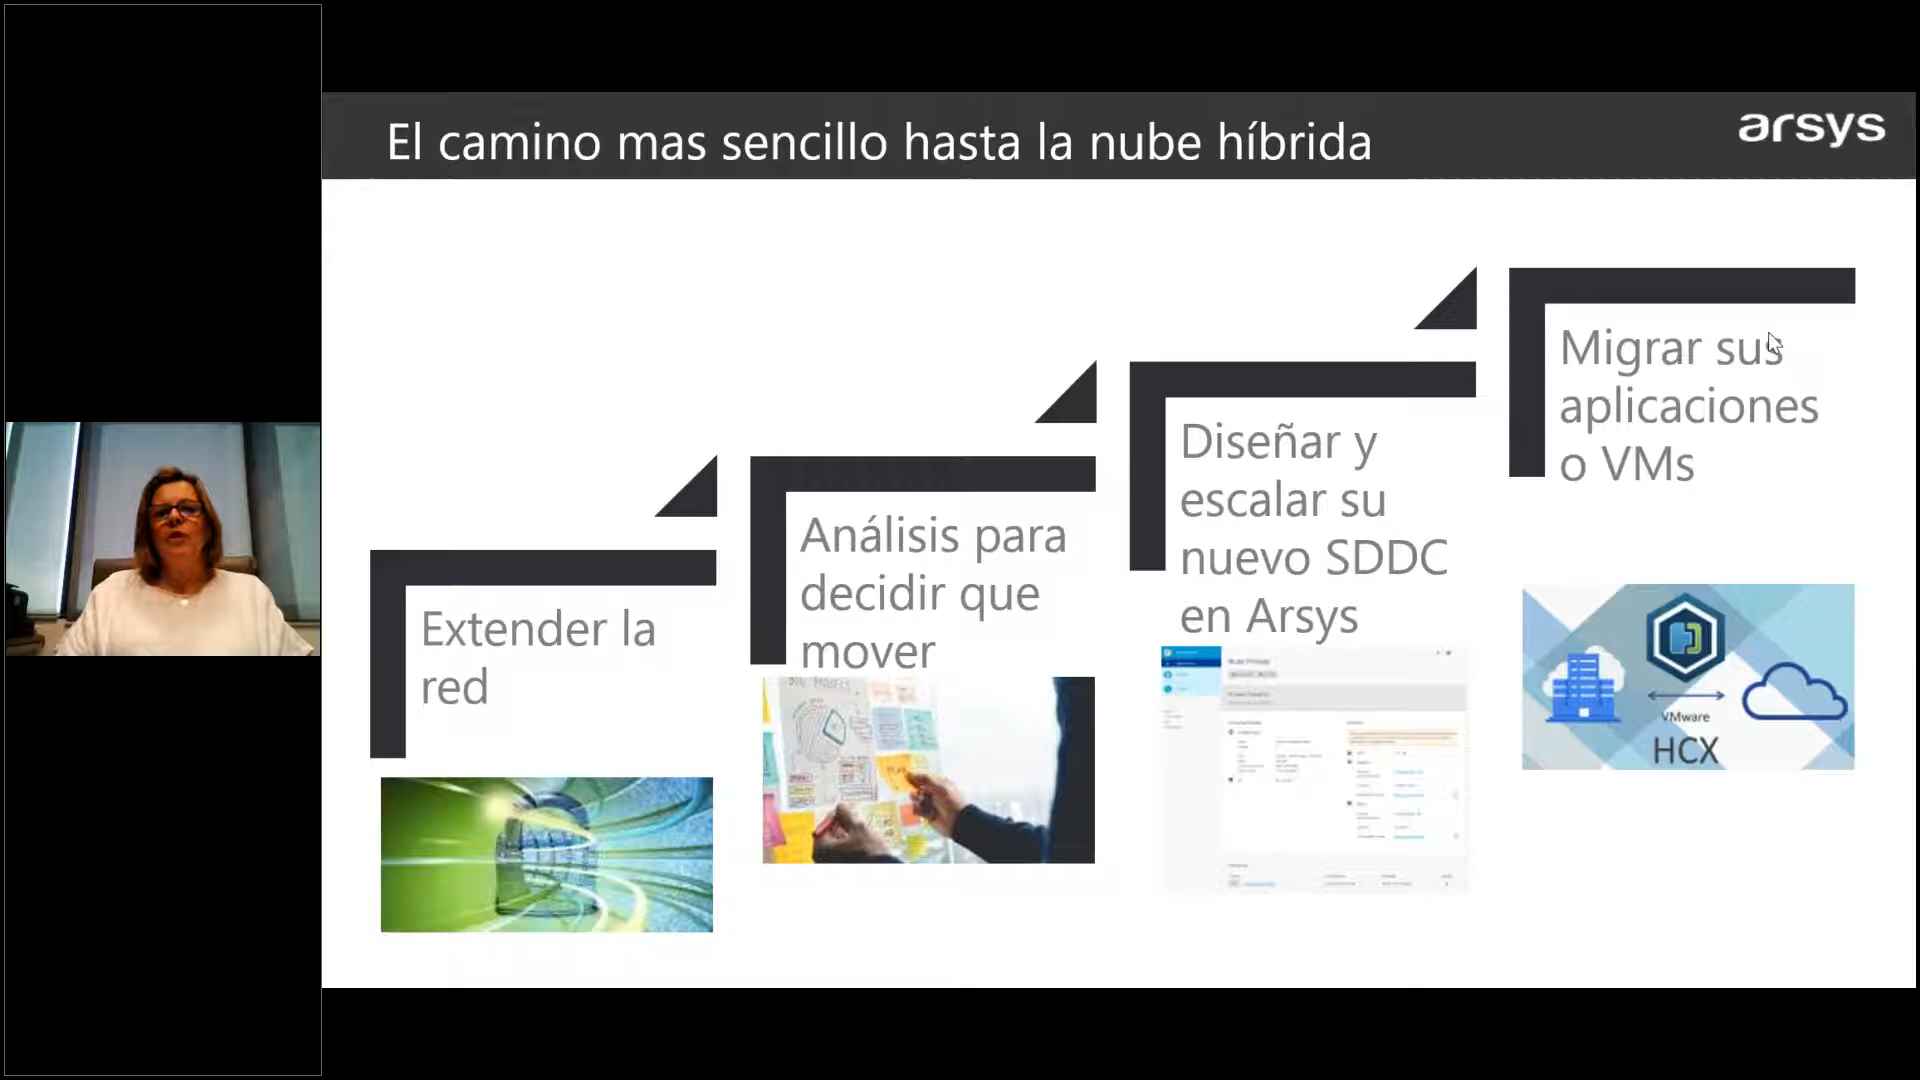 El camino mas sencillo hasta la nube híbrida
arsys
Extender la
red
Análisis para
decidir que
mover
Diseñar y
escalar su
nuevo SDDC
en Arsys
Migrar sus
aplicaciones
o VMs
VMware
HCX